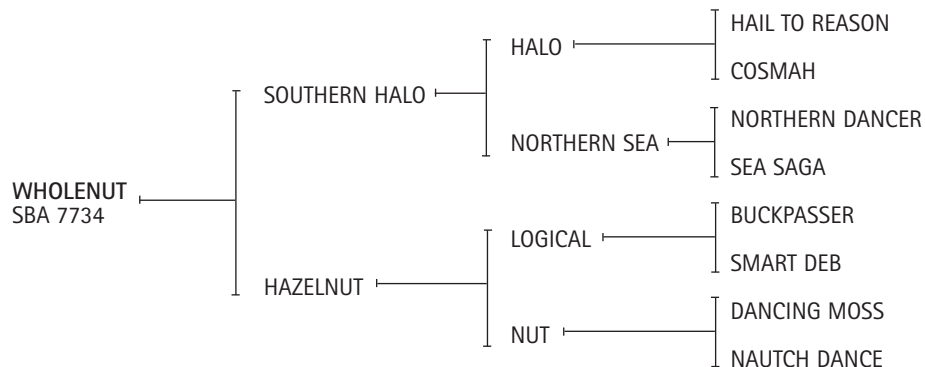 HAIL TO REASON
HALO
COSMAH
SOUTHERN HALO
NORTHERN DANCER
NORTHERN SEA
SEA SAGA
WHOLENUT
SBA 7734
BUCKPASSER
LOGICAL
SMART DEB
HAZELNUT
DANCING MOSS
NUT
NAUTCH DANCE